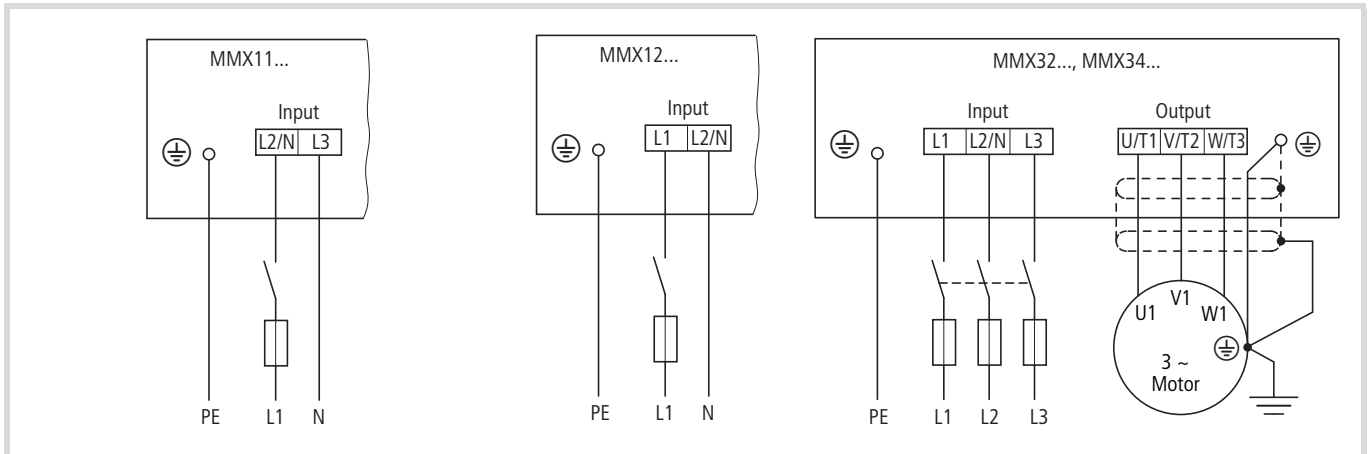 MMX11...
Input
L2/N L3
PE L1 N
MMX12...
Input
L1 L2/N
PE L1 N
MMX32..., MMX34...
Input
L1 L2/N L3
Output
U/T1 V/T2 W/T3
PE L1 L2 L3
U1 V1 W1
3 ~
Motor